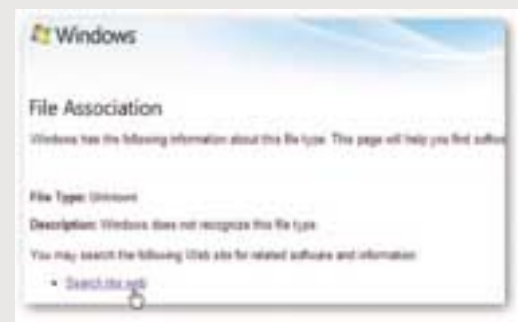 Windows
File Association
Windows has the following information about this file type. This page will help you find softwa
File Type: Unknown
Description: Windows does not recognize this file type.
You may search the following Web site for related software and information:
Search the web